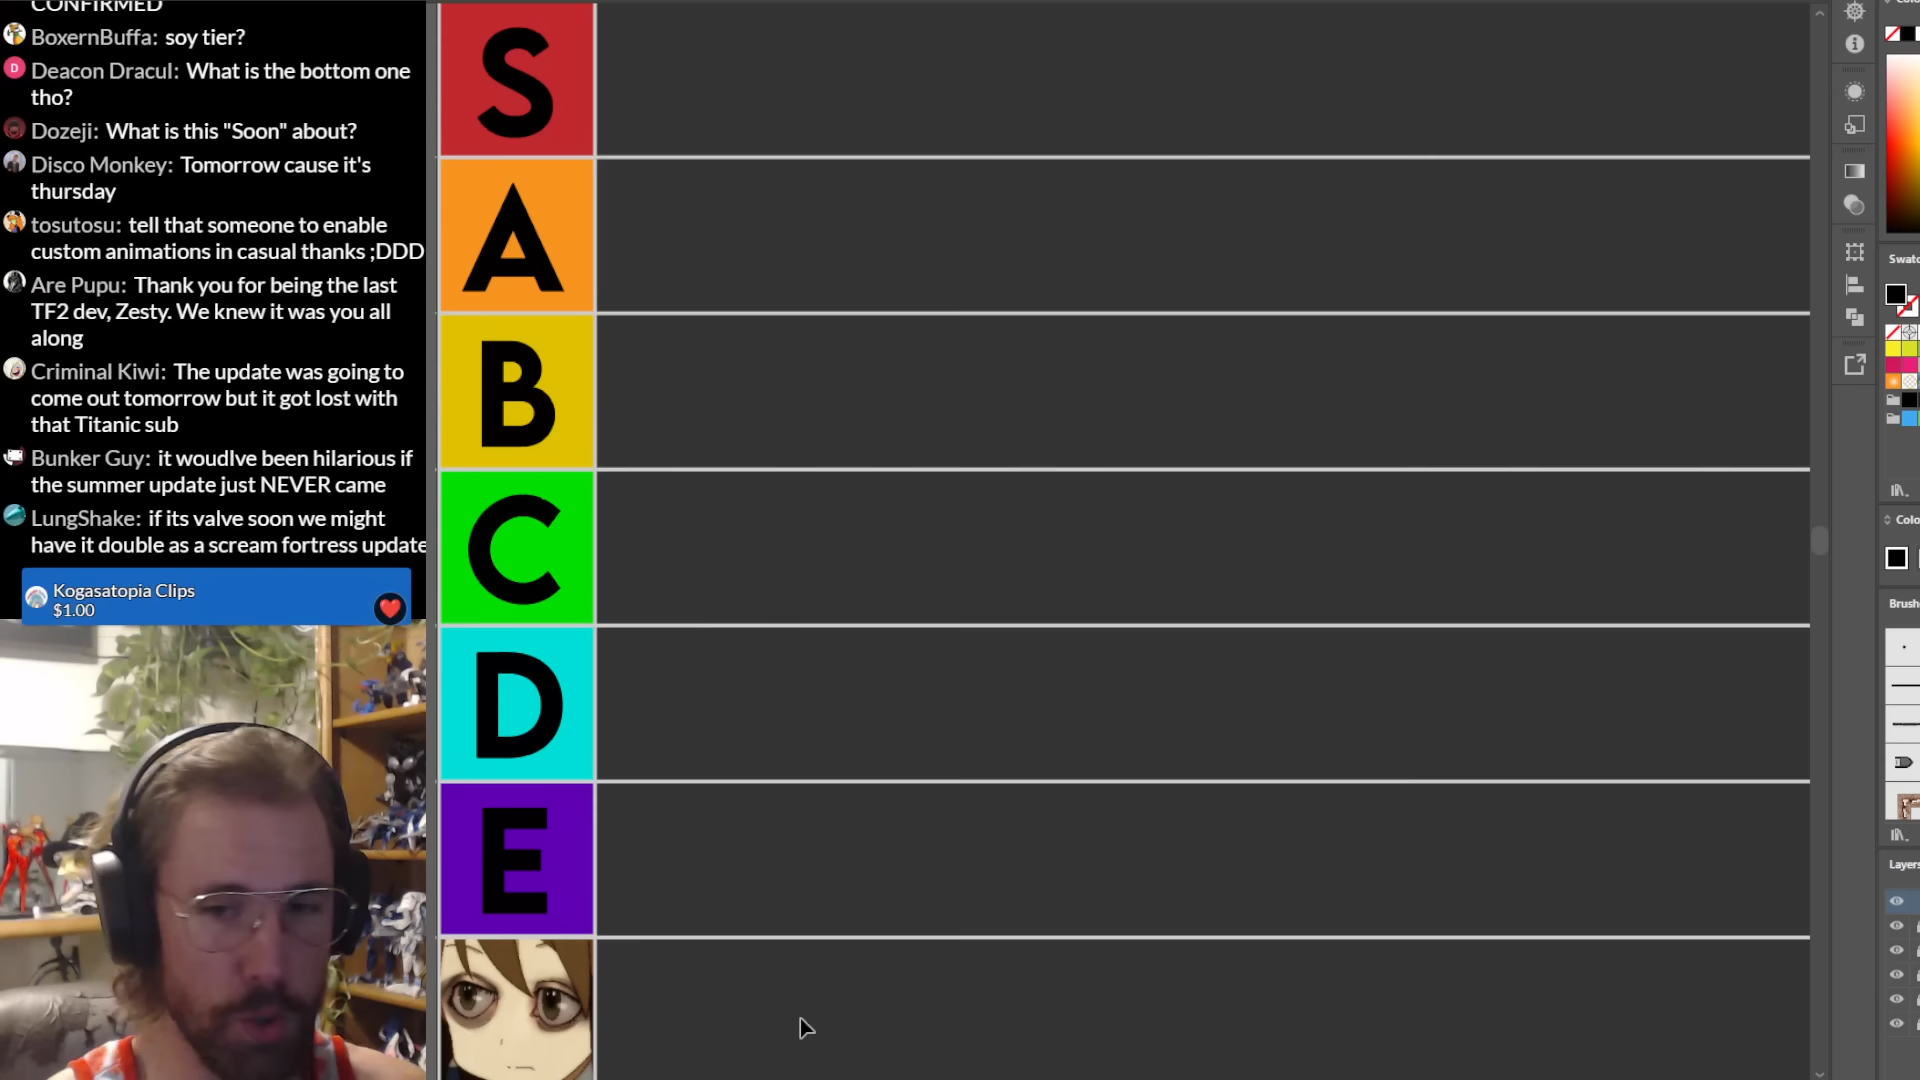 CONFIRMED
BoxernBuffa: soy tier?
Deacon Dracul: What is the bottom one
tho?
Dozeji: What is this "Soon" about?
Disco Monkey: Tomorrow cause it's
thursday
tosutosu: tell that someone to enable
custom animations in casual thanks ;DDD
Are Pupu: Thank you for being the last
TF2 dev, Zesty. We knew it was you all
along
Criminal Kiwi: The update was going to
come out tomorrow but it got lost with
that Titanic sub
Bunker Guy: it woudlve been hilarious if
the summer update just NEVER came
LungShake: if its valve soon we might
have it double as a scream fortress update
Kogasatopia Clips
$1.00
D
S
A
B
C
D
E
Swatc
Colo
Brush
Layers